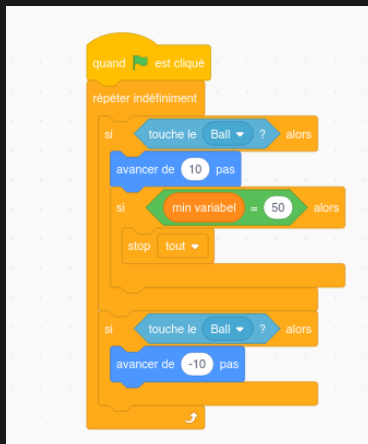 quand est cliqué
répéter indéfiniment
si touche le Ball ? alors
avancer de 10 pas
si min variabel = 50 alors
stop tout
si touche le Ball ? alors
avancer de -10 pas